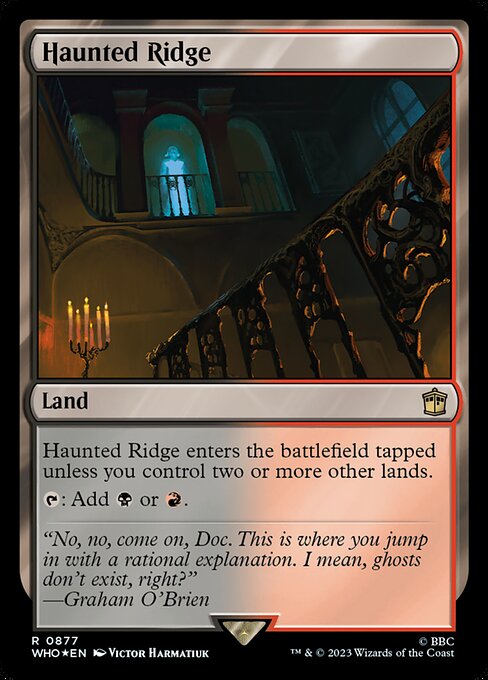 Haunted Ridge
Land
Haunted Ridge enters the battlefield tapped
unless you control two or more other lands.
: Add or .
“No, no, come on, Doc. This is where you jump
in with a rational explanation. I mean, ghosts
don’t exist, right?”
—Graham O’Brien
R 0877
WHO★EN Victor Harmatiuk
© BBC
™ & © 2023 Wizards of the Coast